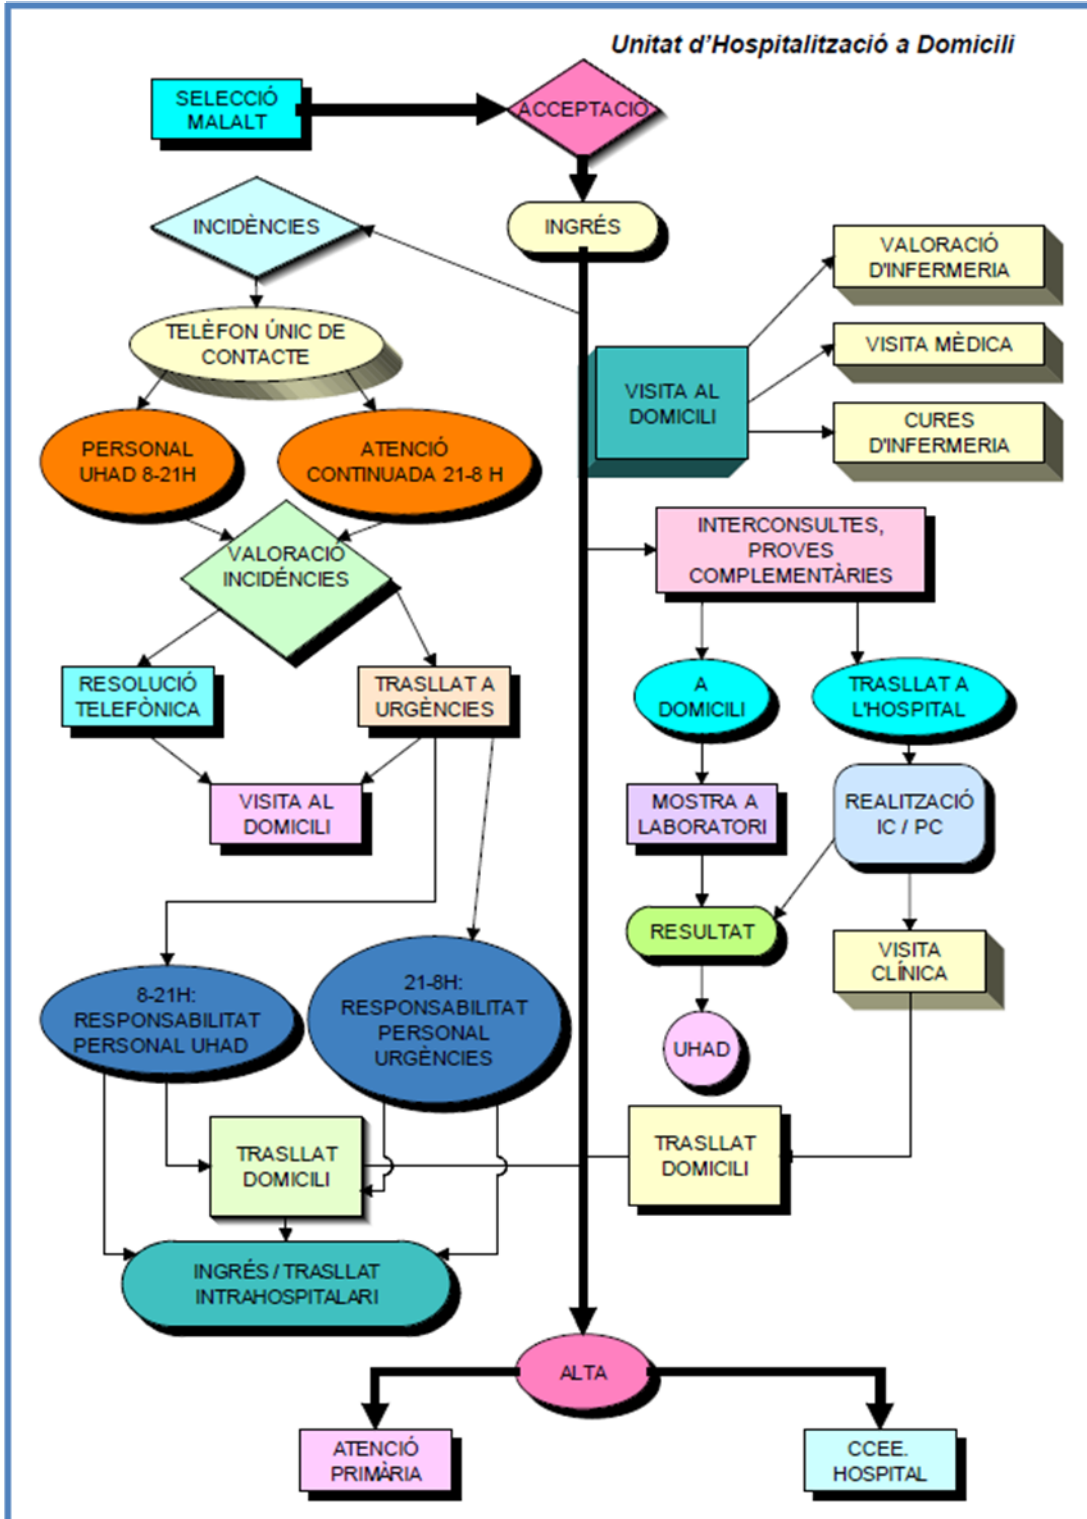 Unitat d'Hospitalització a Domicili
SELECCIÓ
MALALT
ACCEPTACIÓ
INCIDÈNCIES
INGRÉS
VALORACIÓ
D'INFERMERIA
TELÈFON ÚNIC DE
CONTACTE
VISITA MÈDICA
VISITA AL
DOMICILI
CURES
D'INFERMERIA
PERSONAL
UHAD 8-21H
ATENCIÓ
CONTINUADA 21-8 H
INTERCONSULTES,
PROVES
COMPLEMENTÀRIES
VALORACIÓ
INCIDÉNCIES
RESOLUCIÓ
TELEFÒNICA
TRASLLAT A
URGÈNCIES
A
DOMICILI
TRASLLAT A
L'HOSPITAL
VISITA AL
DOMICILI
MOSTRA A
LABORATORI
REALITZACIÓ
IC / PC
RESULTAT
VISITA
CLÍNICA
8-21H:
RESPONSABILITAT
PERSONAL UHAD
21-8H:
RESPONSABILITAT
PERSONAL
URGÈNCIES
UHAD
TRASLLAT
DOMICILI
TRASLLAT
DOMICILI
INGRÉS / TRASLLAT
INTRAHOSPITALARI
ALTA
ATENCIÓ
PRIMÀRIA
CCEE.
HOSPITAL